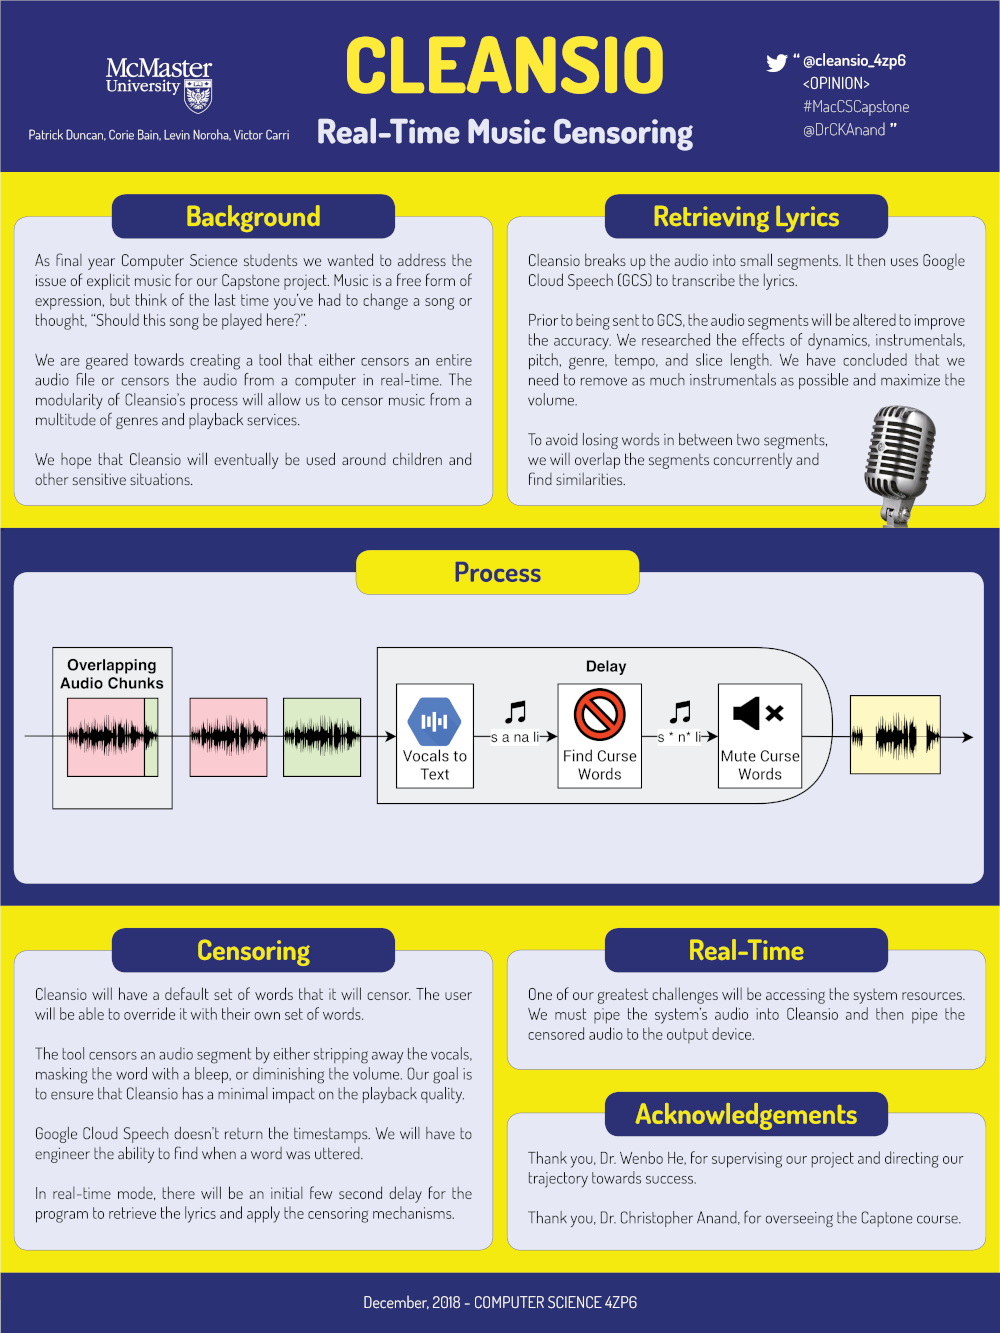 McMaster
University
Patrick Duncan, Corie Bain, Levin Noroha, Victor Carri
CLEANSIO
Real-Time Music Censoring
“ @cleansio_4zp6
<OPINION>
#MacCSCapstone
@DrCKAnand ”
Background
As final year Computer Science students we wanted to address the
issue of explicit music for our Capstone project. Music is a free form of
expression, but think of the last time you've had to change a song or
thought, “Should this song be played here?”.
We are geared towards creating a tool that either censors an entire
audio file or censors the audio from a computer in real-time. The
modularity of Cleansio's process will allow us to censor music from a
multitude of genres and playback services.
We hope that Cleansio will eventually be used around children and
other sensitive situations.
Retrieving Lyrics
Cleansio breaks up the audio into small segments. It then uses Google
Cloud Speech (GCS) to transcribe the lyrics.
Prior to being sent to GCS, the audio segments will be altered to improve
the accuracy. We researched the effects of dynamics, instrumentals,
pitch, genre, tempo, and slice length. We have concluded that we
need to remove as much instrumentals as possible and maximize the
volume.
To avoid losing words in between two segments,
we will overlap the segments concurrently and
find similarities.
Process
Overlapping
Audio Chunks
Delay
Vocals to
Text
s a na li
Find Curse
Words
s * n* li
Mute Curse
Words
Censoring
Cleansio will have a default set of words that it will censor. The user
will be able to override it with their own set of words.
The tool censors an audio segment by either stripping away the vocals,
masking the word with a bleep, or diminishing the volume. Our goal is
to ensure that Cleansio has a minimal impact on the playback quality.
Google Cloud Speech doesn't return the timestamps. We will have to
engineer the ability to find when a word was uttered.
In real-time mode, there will be an initial few second delay for the
program to retrieve the lyrics and apply the censoring mechanisms.
Real-Time
One of our greatest challenges will be accessing the system resources.
We must pipe the system's audio into Cleansio and then pipe the
censored audio to the output device.
Acknowledgements
Thank you, Dr. Wenbo He, for supervising our project and directing our
trajectory towards success.
Thank you, Dr. Christopher Anand, for overseeing the Captone course.
December, 2018 - COMPUTER SCIENCE 4ZP6